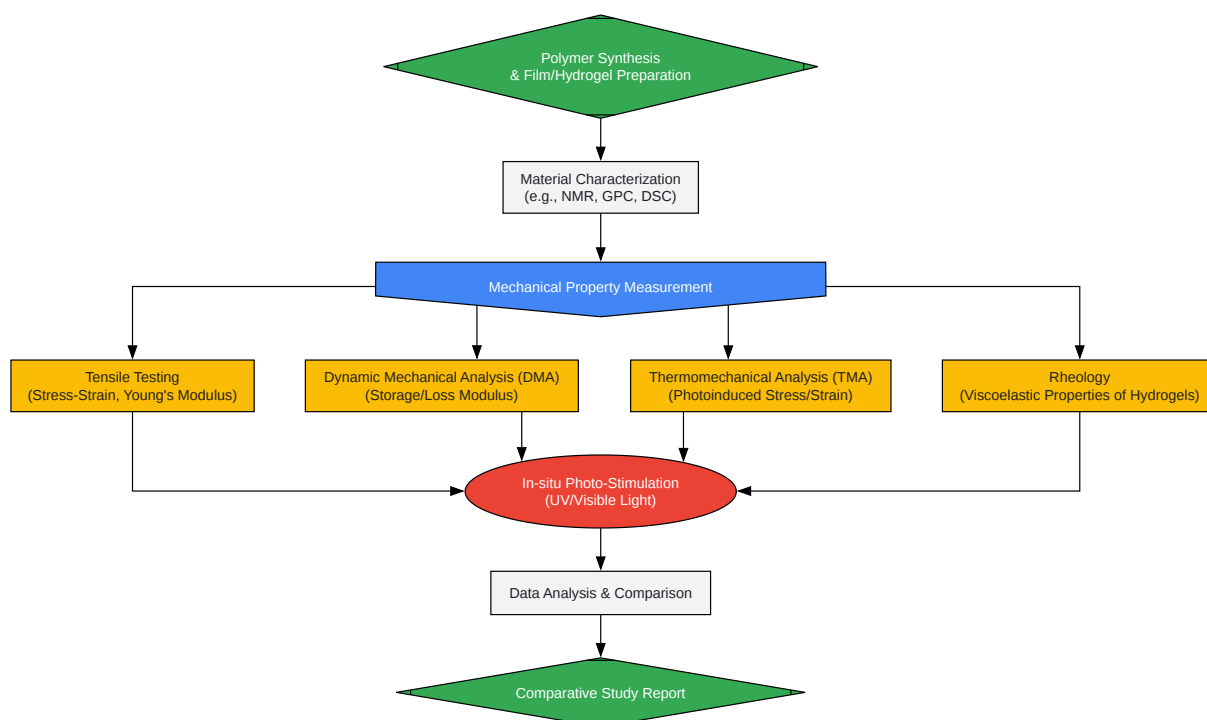 Polymer Synthesis
& Film/Hydrogel Preparation
Material Characterization
(e.g., NMR, GPC, DSC)
Mechanical Property Measurement
Tensile Testing
(Stress-Strain, Young's Modulus)
Dynamic Mechanical Analysis (DMA)
(Storage/Loss Modulus)
Thermomechanical Analysis (TMA)
(Photoinduced Stress/Strain)
Rheology
(Viscoelastic Properties of Hydrogels)
In-situ Photo-Stimulation
(UV/Visible Light)
Data Analysis & Comparison
Comparative Study Report